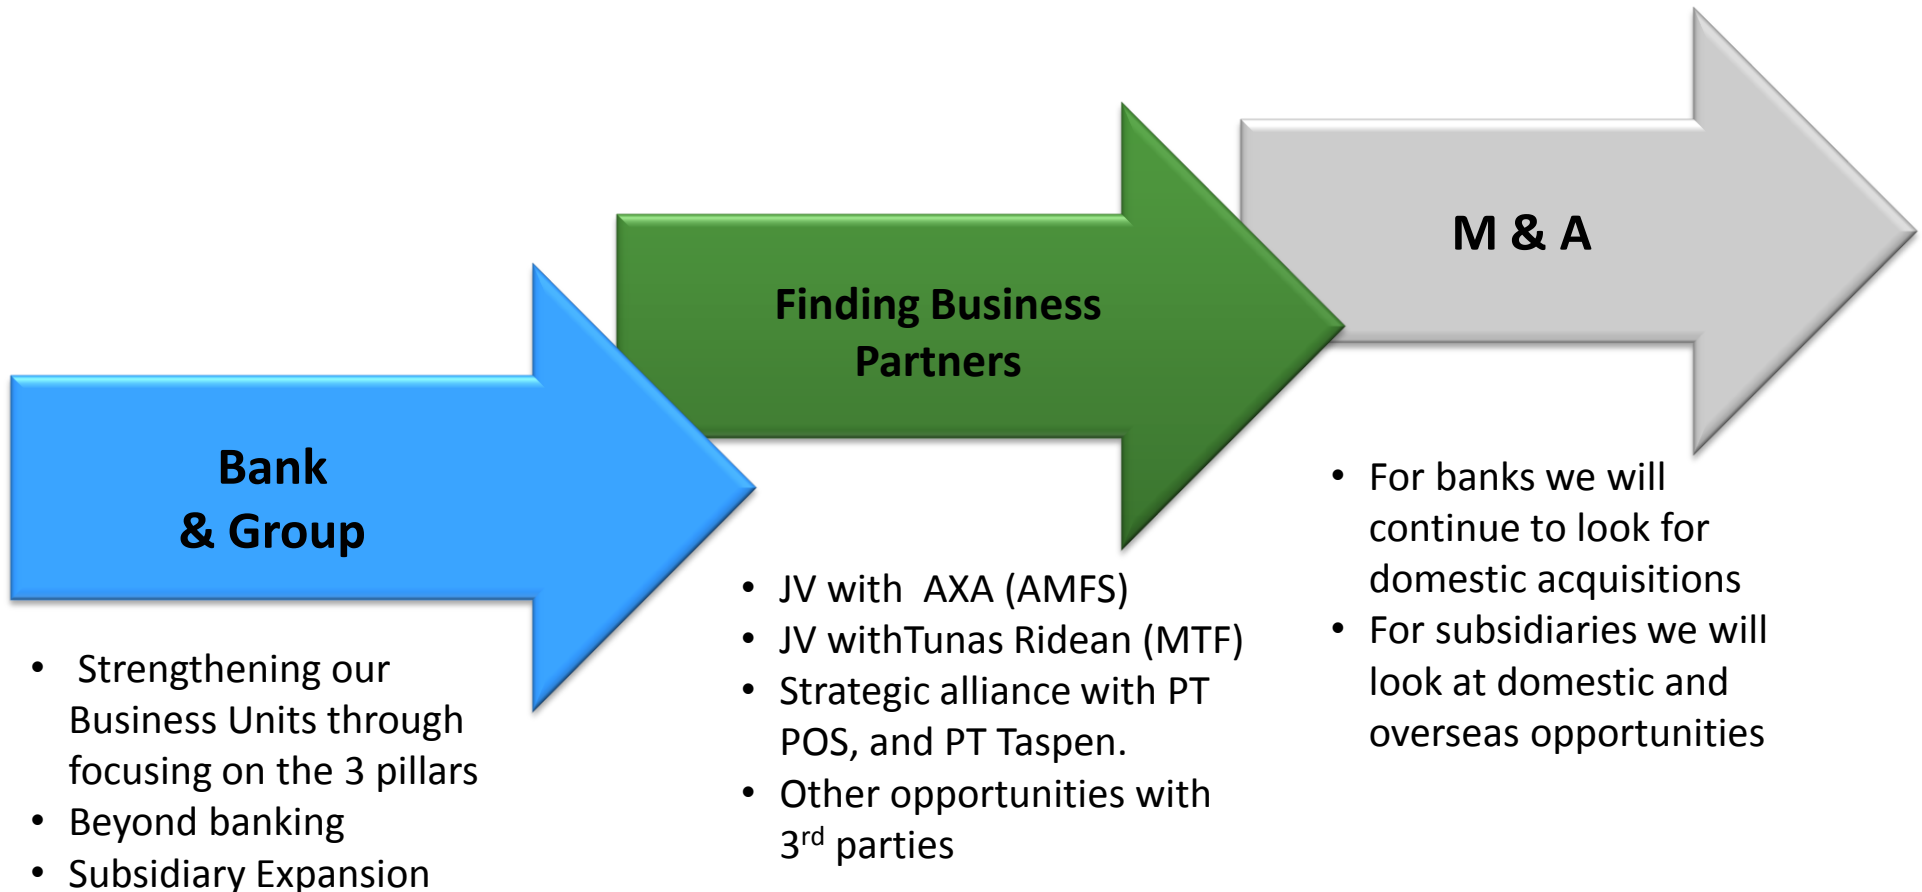 Bank
& Group
• Strengthening our
Business Units through
focusing on the 3 pillars
• Beyond banking
• Subsidiary Expansion
Finding Business
Partners
• JV with  AXA (AMFS)
• JV withTunas Ridean (MTF)
• Strategic alliance with PT
POS, and PT Taspen.
• Other opportunities with
3rd parties
M & A
• For banks we will
continue to look for
domestic acquisitions
• For subsidiaries we will
look at domestic and
overseas opportunities